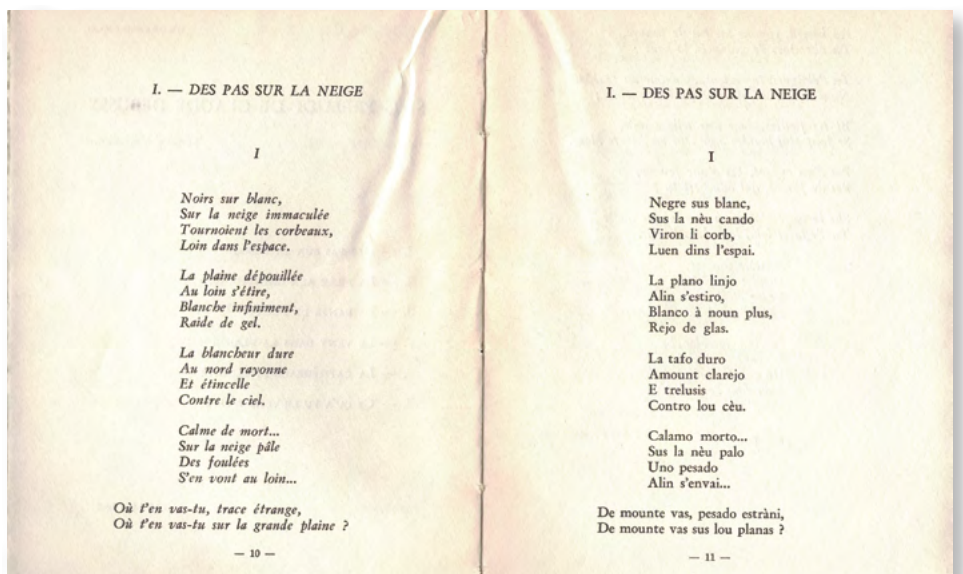 I. — DES PAS SUR LA NEIGE
I
Noirs sur blanc,
Sur la neige immaculée
Tournoient les corbeaux,
Loin dans l'espace.
La plaine dépouillée
Au loin s'étire,
Blanche infiniment,
Raide de gel.
La blancheur dure
Au nord rayonne
Et étincelle
Contre le ciel.
Calme de mort...
Sur la neige pâle
Des foulées
S'en vont au loin...
Où t'en vas-tu, trace étrange,
Où t'en vas-tu sur la grande plaine ?
— 10 —
I. — DES PAS SUR LA NEIGE
I
Negre sus blanc,
Sus la nèu cando
Viron li corb,
Luen dins l'espai.
La plano linjo
Alin s'estiro,
Blanco à noun plus,
Rejo de glas.
La tafo duro
Amount clarejo
E trelusis
Contro lou cèu.
Calamo morto...
Sus la nèu palo
Uno pesado
Alin s'envai...
De mounte vas, pesado estràni,
De mounte vas sus lou planas ?
— 11 —